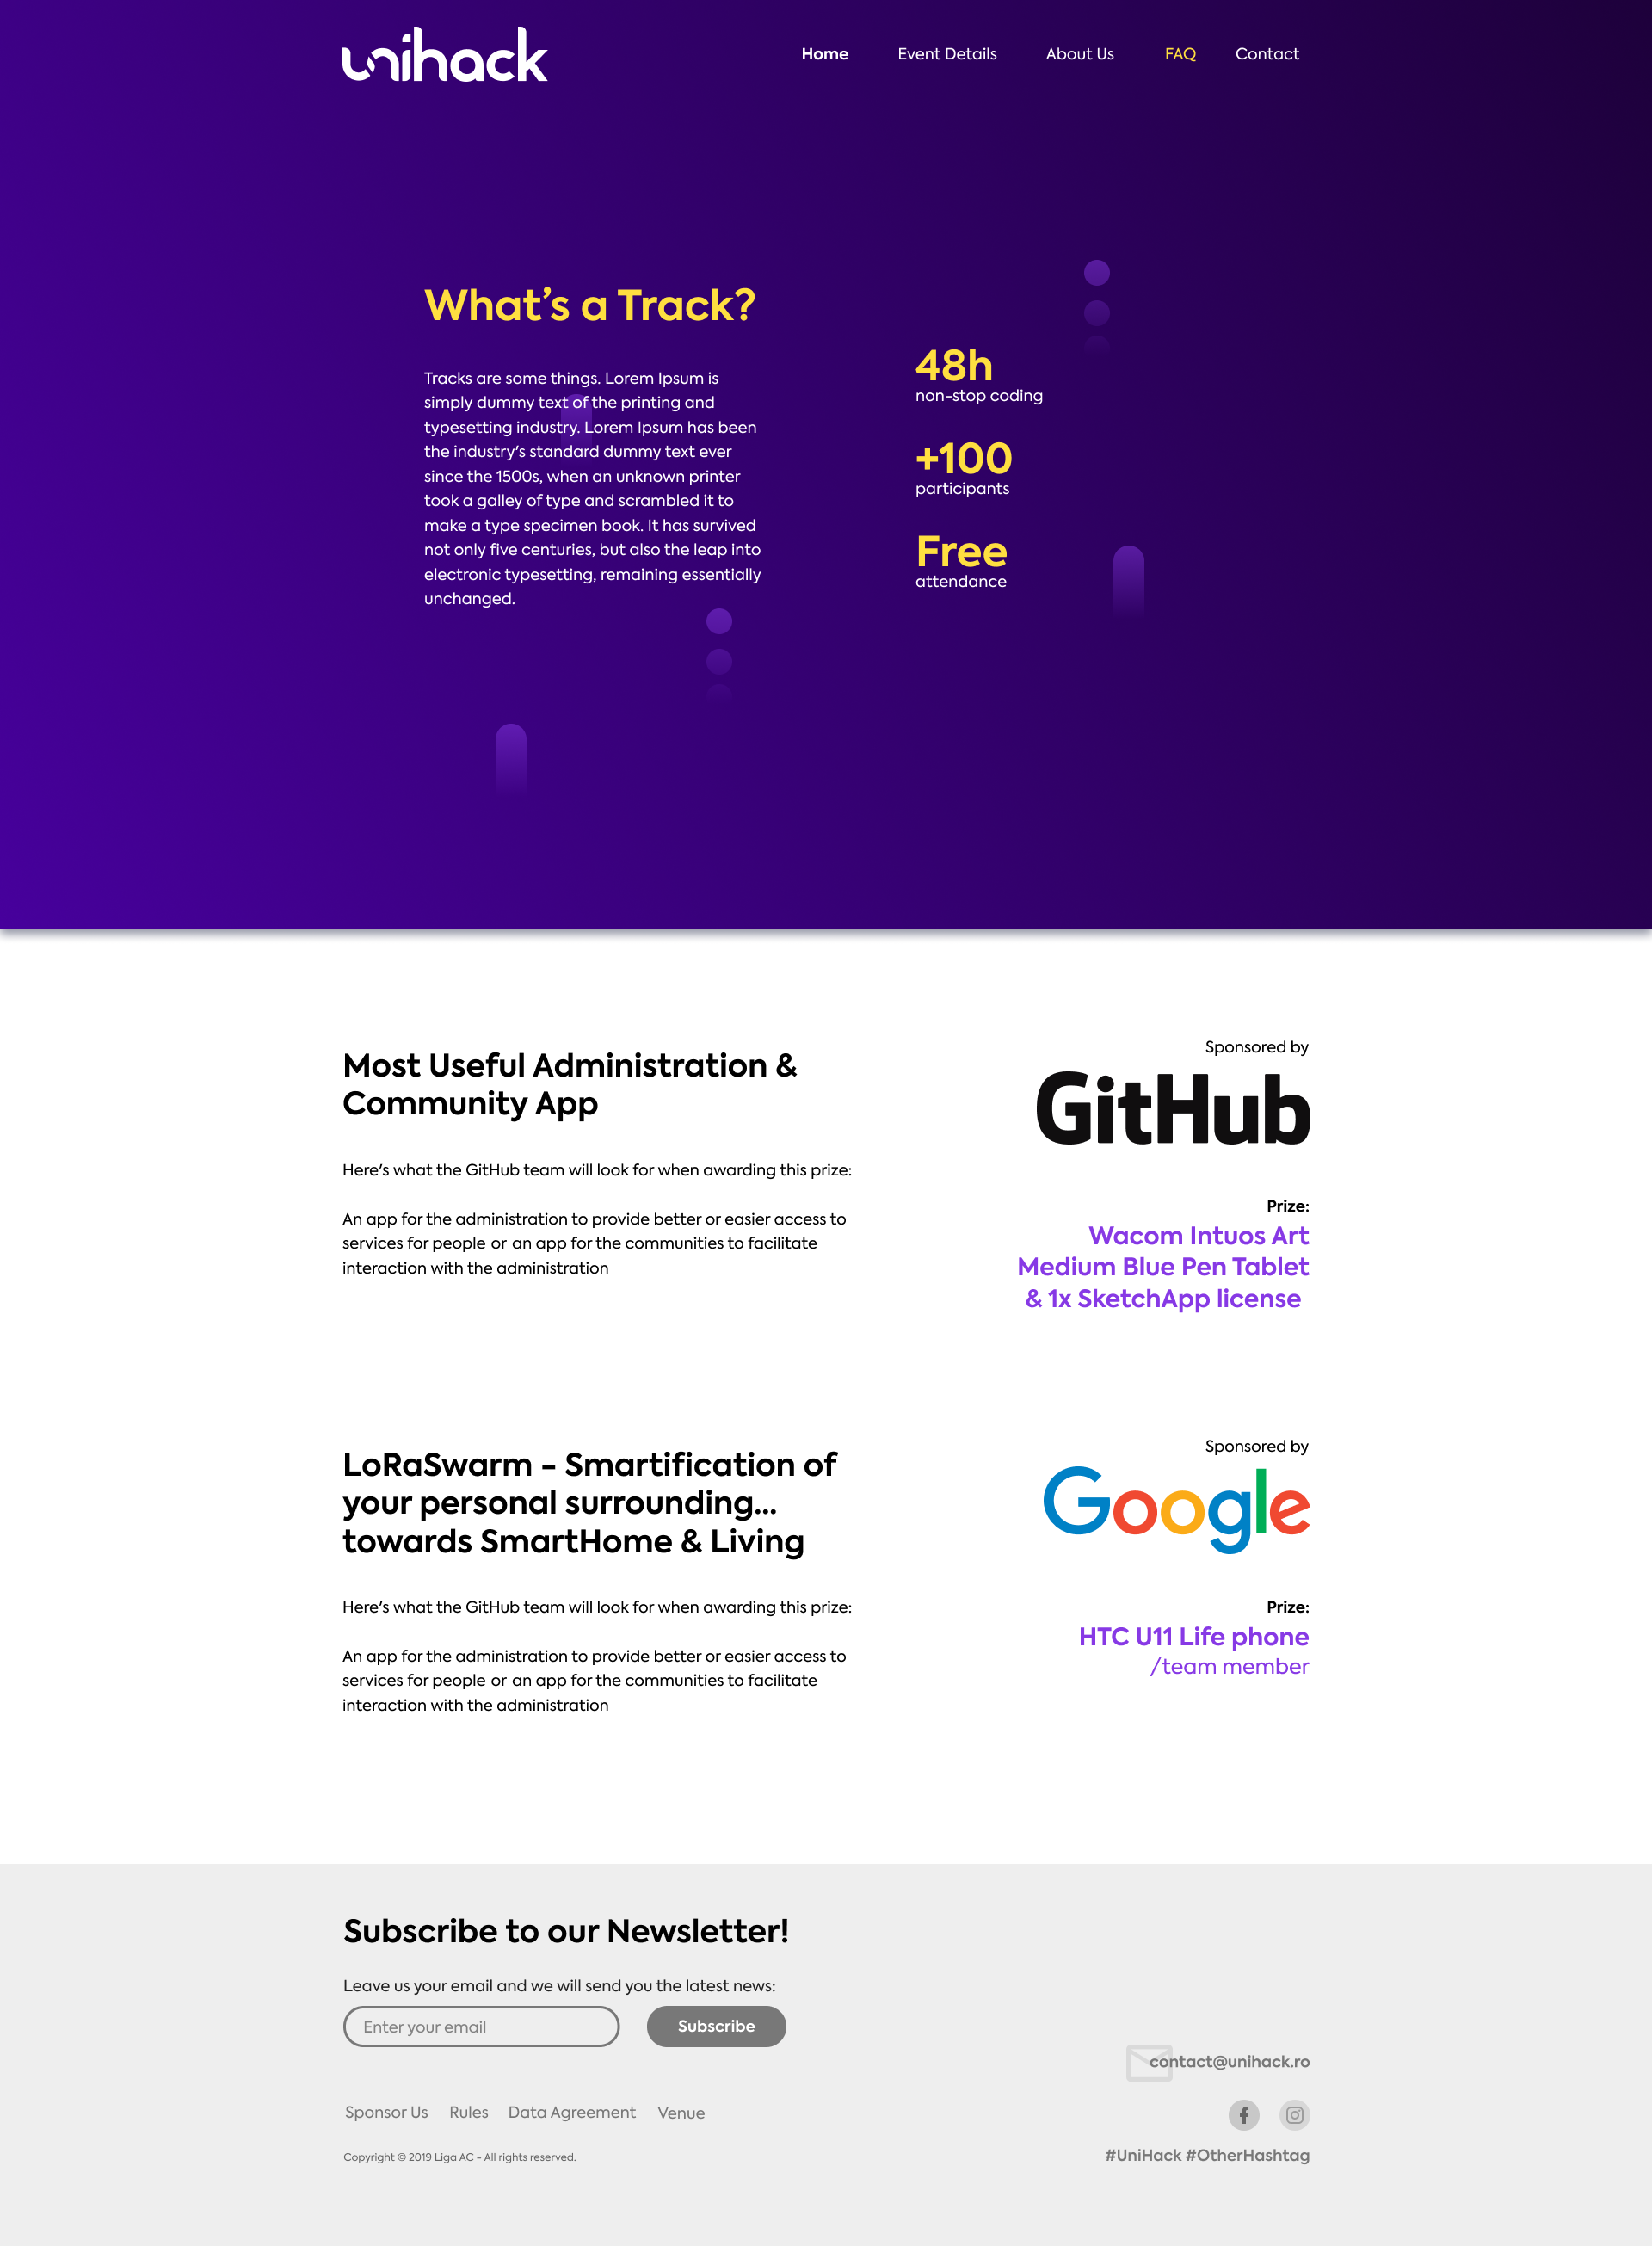 unihack
Home Event Details About Us FAQ Contact
What’s a Track?
Tracks are some things. Lorem Ipsum is
simply dummy text of the printing and
typesetting industry. Lorem Ipsum has been
the industry's standard dummy text ever
since the 1500s, when an unknown printer
took a galley of type and scrambled it to
make a type specimen book. It has survived
not only five centuries, but also the leap into
electronic typesetting, remaining essentially
unchanged.
48h
non-stop coding
+100
participants
Free
attendance
Most Useful Administration &
Community App
Here's what the GitHub team will look for when awarding this prize:
An app for the administration to provide better or easier access to
services for people or an app for the communities to facilitate
interaction with the administration
Sponsored by
GitHub
Prize:
Wacom Intuos Art
Medium Blue Pen Tablet
& 1x SketchApp license
LoRaSwarm - Smartification of
your personal surrounding...
towards SmartHome & Living
Here's what the GitHub team will look for when awarding this prize:
An app for the administration to provide better or easier access to
services for people or an app for the communities to facilitate
interaction with the administration
Sponsored by
Google
Prize:
HTC U11 Life phone
/team member
Subscribe to our Newsletter!
Leave us your email and we will send you the latest news:
Enter your email Subscribe
Sponsor Us Rules Data Agreement Venue
Copyright © 2019 Liga AC - All rights reserved.
contact@unihack.ro
#UniHack #OtherHashtag